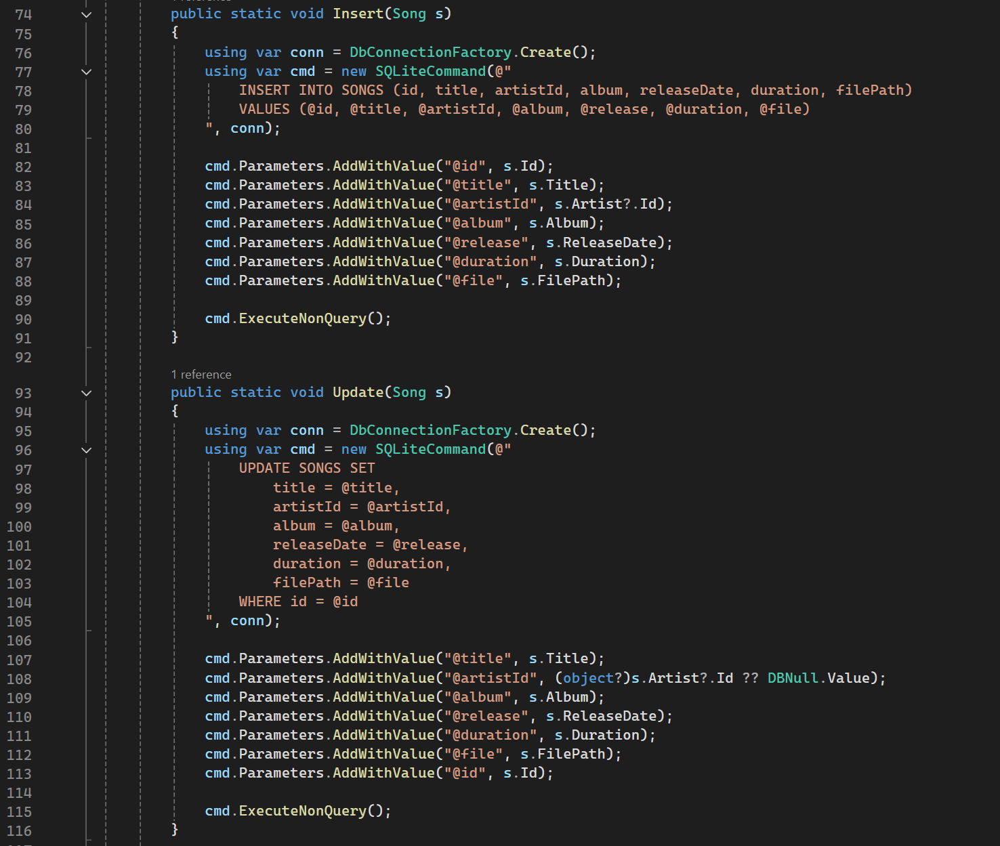 74 public static void Insert(Song s)
75 {
76 using var conn = DbConnectionFactory.Create();
77 using var cmd = new SQLiteCommand(@"
78 INSERT INTO SONGS (id, title, artistId, album, releaseDate, duration, filePath)
79 VALUES (@id, @title, @artistId, @album, @release, @duration, @file)
80 ", conn);
81
82 cmd.Parameters.AddWithValue("@id", s.Id);
83 cmd.Parameters.AddWithValue("@title", s.Title);
84 cmd.Parameters.AddWithValue("@artistId", s.Artist?.Id);
85 cmd.Parameters.AddWithValue("@album", s.Album);
86 cmd.Parameters.AddWithValue("@release", s.ReleaseDate);
87 cmd.Parameters.AddWithValue("@duration", s.Duration);
88 cmd.Parameters.AddWithValue("@file", s.FilePath);
89
90 cmd.ExecuteNonQuery();
91 }
92
1 reference
93 public static void Update(Song s)
94 {
95 using var conn = DbConnectionFactory.Create();
96 using var cmd = new SQLiteCommand(@"
97 UPDATE SONGS SET
98 title = @title,
99 artistId = @artistId,
100 album = @album,
101 releaseDate = @release,
102 duration = @duration,
103 filePath = @file
104 WHERE id = @id
105 ", conn);
106
107 cmd.Parameters.AddWithValue("@title", s.Title);
108 cmd.Parameters.AddWithValue("@artistId", (object?)s.Artist?.Id ?? DBNull.Value);
109 cmd.Parameters.AddWithValue("@album", s.Album);
110 cmd.Parameters.AddWithValue("@release", s.ReleaseDate);
111 cmd.Parameters.AddWithValue("@duration", s.Duration);
112 cmd.Parameters.AddWithValue("@file", s.FilePath);
113 cmd.Parameters.AddWithValue("@id", s.Id);
114
115 cmd.ExecuteNonQuery();
116 }